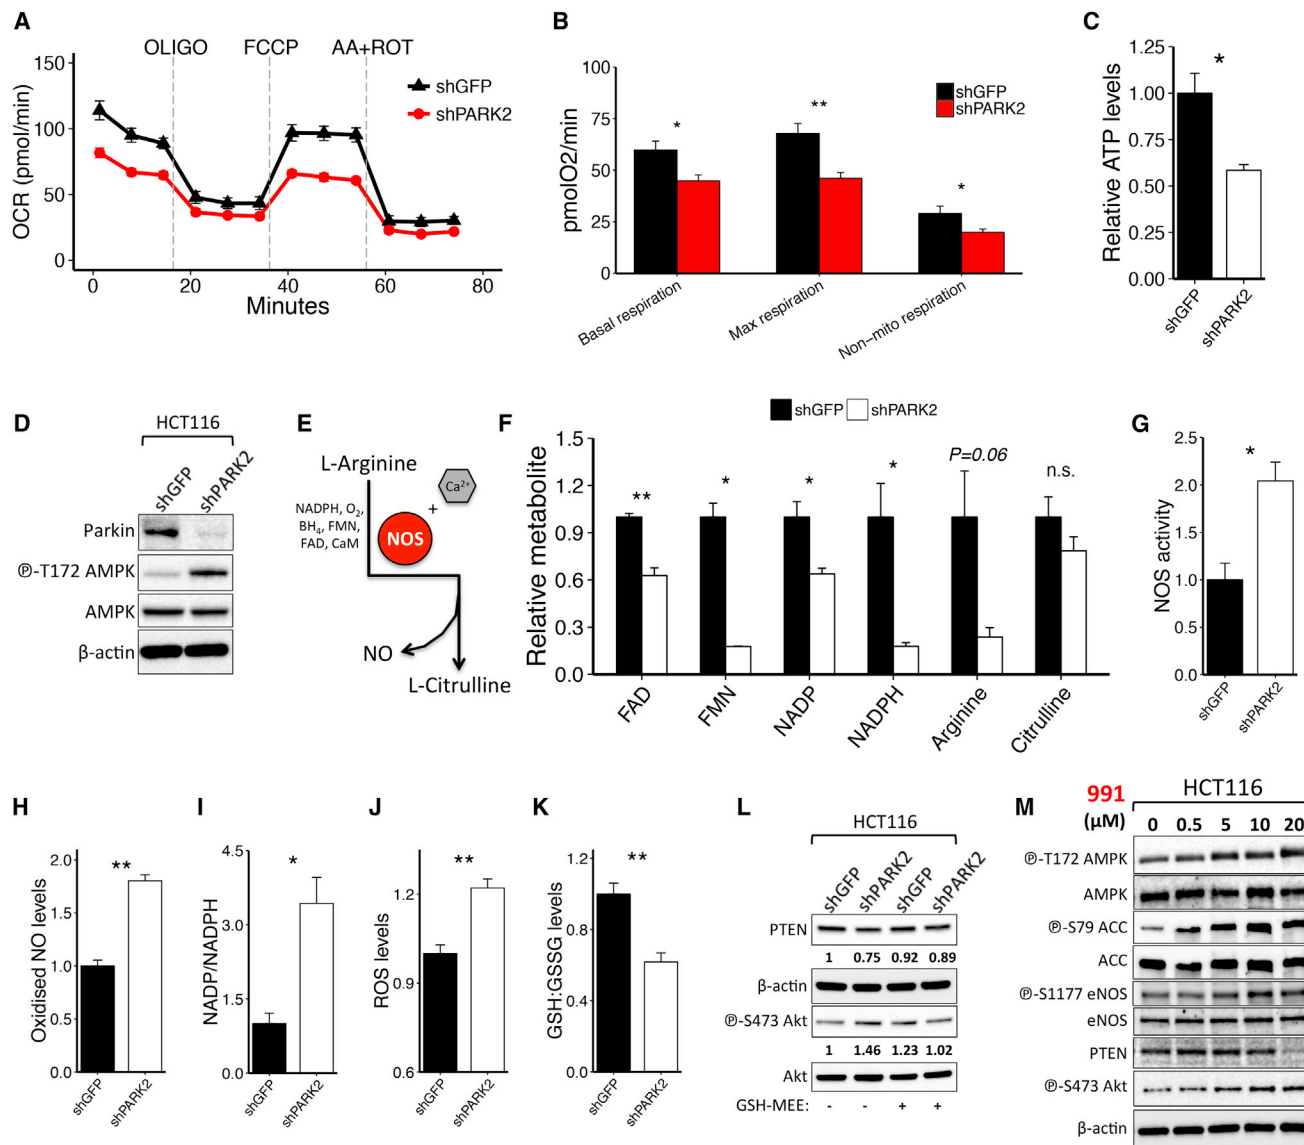 A
OLIGO FCCP AA+ROT
150
100
50
0
OCR (pmol/min)
shGFP
shPARK2
0 20 40 60 80
Minutes
B
100
75
50
25
0
pmolO2/min
shGFP
shPARK2
* ** *
Basal respiration
Max respiration
Non-mito respiration
C
1.25
1.00
0.75
0.50
0.25
0.00
Relative ATP levels
*
shGFP
shPARK2
D
HCT116
shGFP
shPARK2
Parkin
Ⓟ-T172 AMPK
AMPK
β-actin
E
L-Arginine
NADPH, O₂,
BH₄, FMN,
FAD, CaM
NOS
+
Ca²⁺
NO
L-Citrulline
F
shGFP shPARK2
1.5
1.2
0.9
0.6
0.3
0.0
Relative metabolite
** * * * P=0.06 n.s.
FAD
FMN
NADP
NADPH
Arginine
Citrulline
G
2.5
2.0
1.5
1.0
0.5
0.0
NOS activity
*
shGFP
shPARK2
H
2.0
1.5
1.0
0.5
0.0
Oxidised NO levels
**
shGFP
shPARK2
I
4.5
3.0
1.5
0.0
NADP/NADPH
*
shGFP
shPARK2
J
1.2
0.9
0.6
ROS levels
**
shGFP
shPARK2
K
1.2
0.8
0.4
0.0
GSH:GSSG levels
**
shGFP
shPARK2
L
HCT116
shGFP
shPARK2
shGFP
shPARK2
PTEN
1 0.75 0.92 0.89
β-actin
Ⓟ-S473 Akt
1 1.46 1.23 1.02
Akt
GSH-MEE: - - + +
M
991 HCT116
(μM) 0 0.5 5 10 20
Ⓟ-T172 AMPK
AMPK
Ⓟ-S79 ACC
ACC
Ⓟ-S1177 eNOS
eNOS
PTEN
Ⓟ-S473 Akt
β-actin